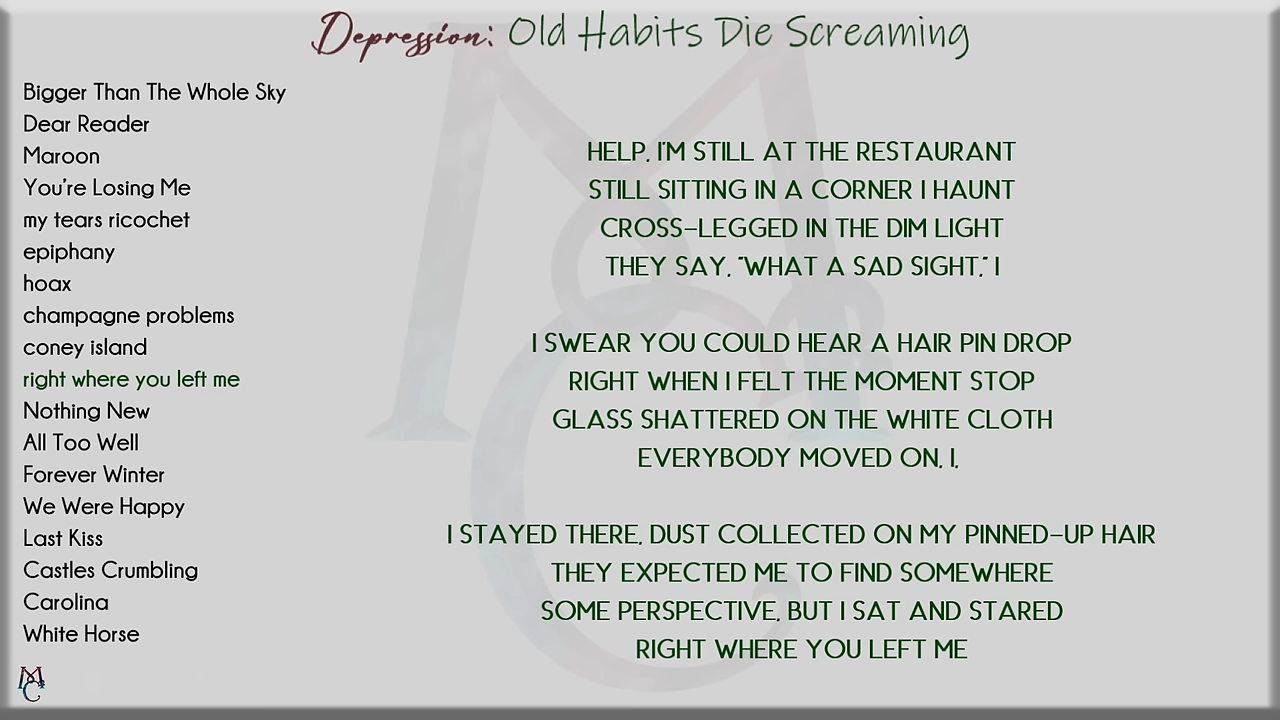 Depression: Old Habits Die Screaming
Bigger Than The Whole Sky
Dear Reader
Maroon
You're Losing Me
my tears ricochet
epiphany
hoax
champagne problems
coney island
right where you left me
Nothing New
All Too Well
Forever Winter
We Were Happy
Last Kiss
Castles Crumbling
Carolina
White Horse
HELP, I'M STILL AT THE RESTAURANT
STILL SITTING IN A CORNER I HAUNT
CROSS-LEGGED IN THE DIM LIGHT
THEY SAY, "WHAT A SAD SIGHT," I
I SWEAR YOU COULD HEAR A HAIR PIN DROP
RIGHT WHEN I FELT THE MOMENT STOP
GLASS SHATTERED ON THE WHITE CLOTH
EVERYBODY MOVED ON, I,
I STAYED THERE, DUST COLLECTED ON MY PINNED-UP HAIR
THEY EXPECTED ME TO FIND SOMEWHERE
SOME PERSPECTIVE, BUT I SAT AND STARED
RIGHT WHERE YOU LEFT ME